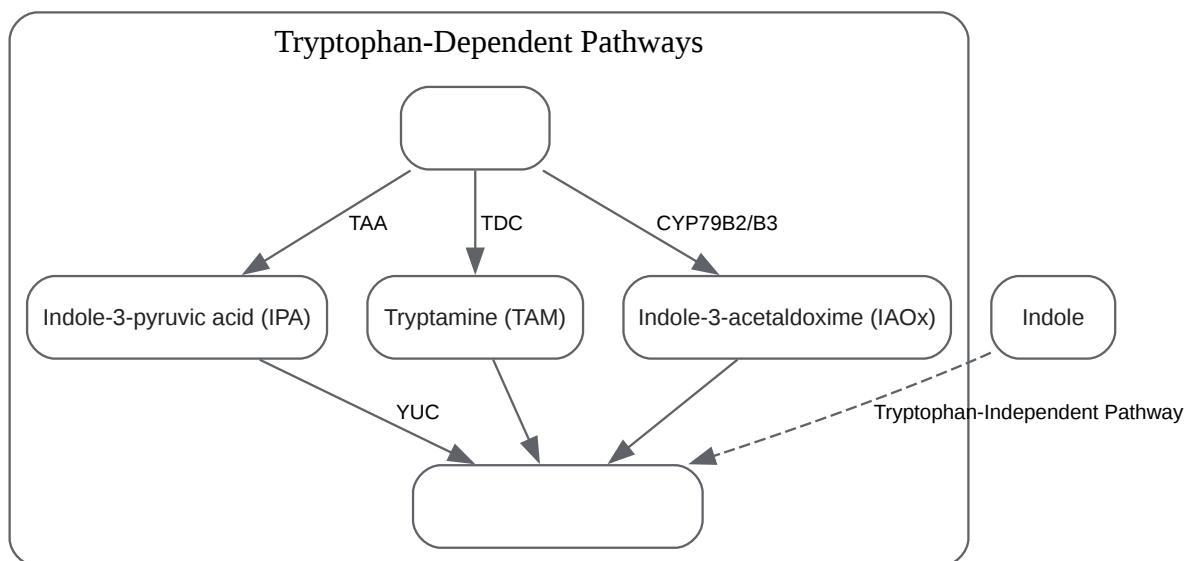 Tryptophan-Dependent Pathways
TAA
TDC
CYP79B2/B3
Indole-3-pyruvic acid (IPA)
Tryptamine (TAM)
Indole-3-acetaldoxime (IAOx)
Indole
YUC
Tryptophan-Independent Pathway